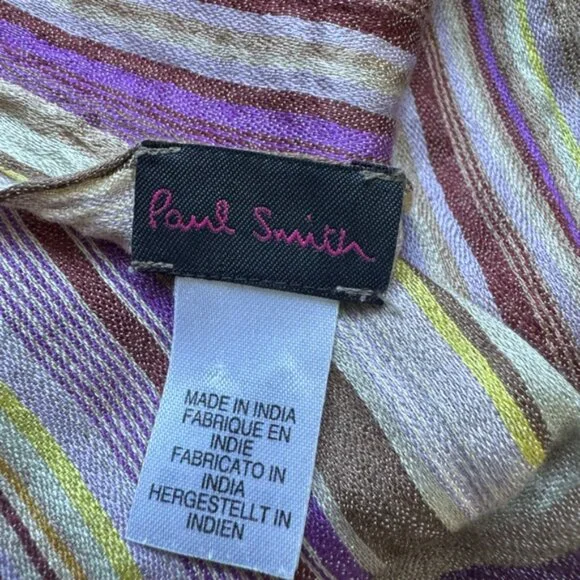 Paul Smith
MADE IN INDIA
FABRIQUE EN
INDIE
FABRICATO IN
INDIA
HERGESTELLT IN
INDIEN